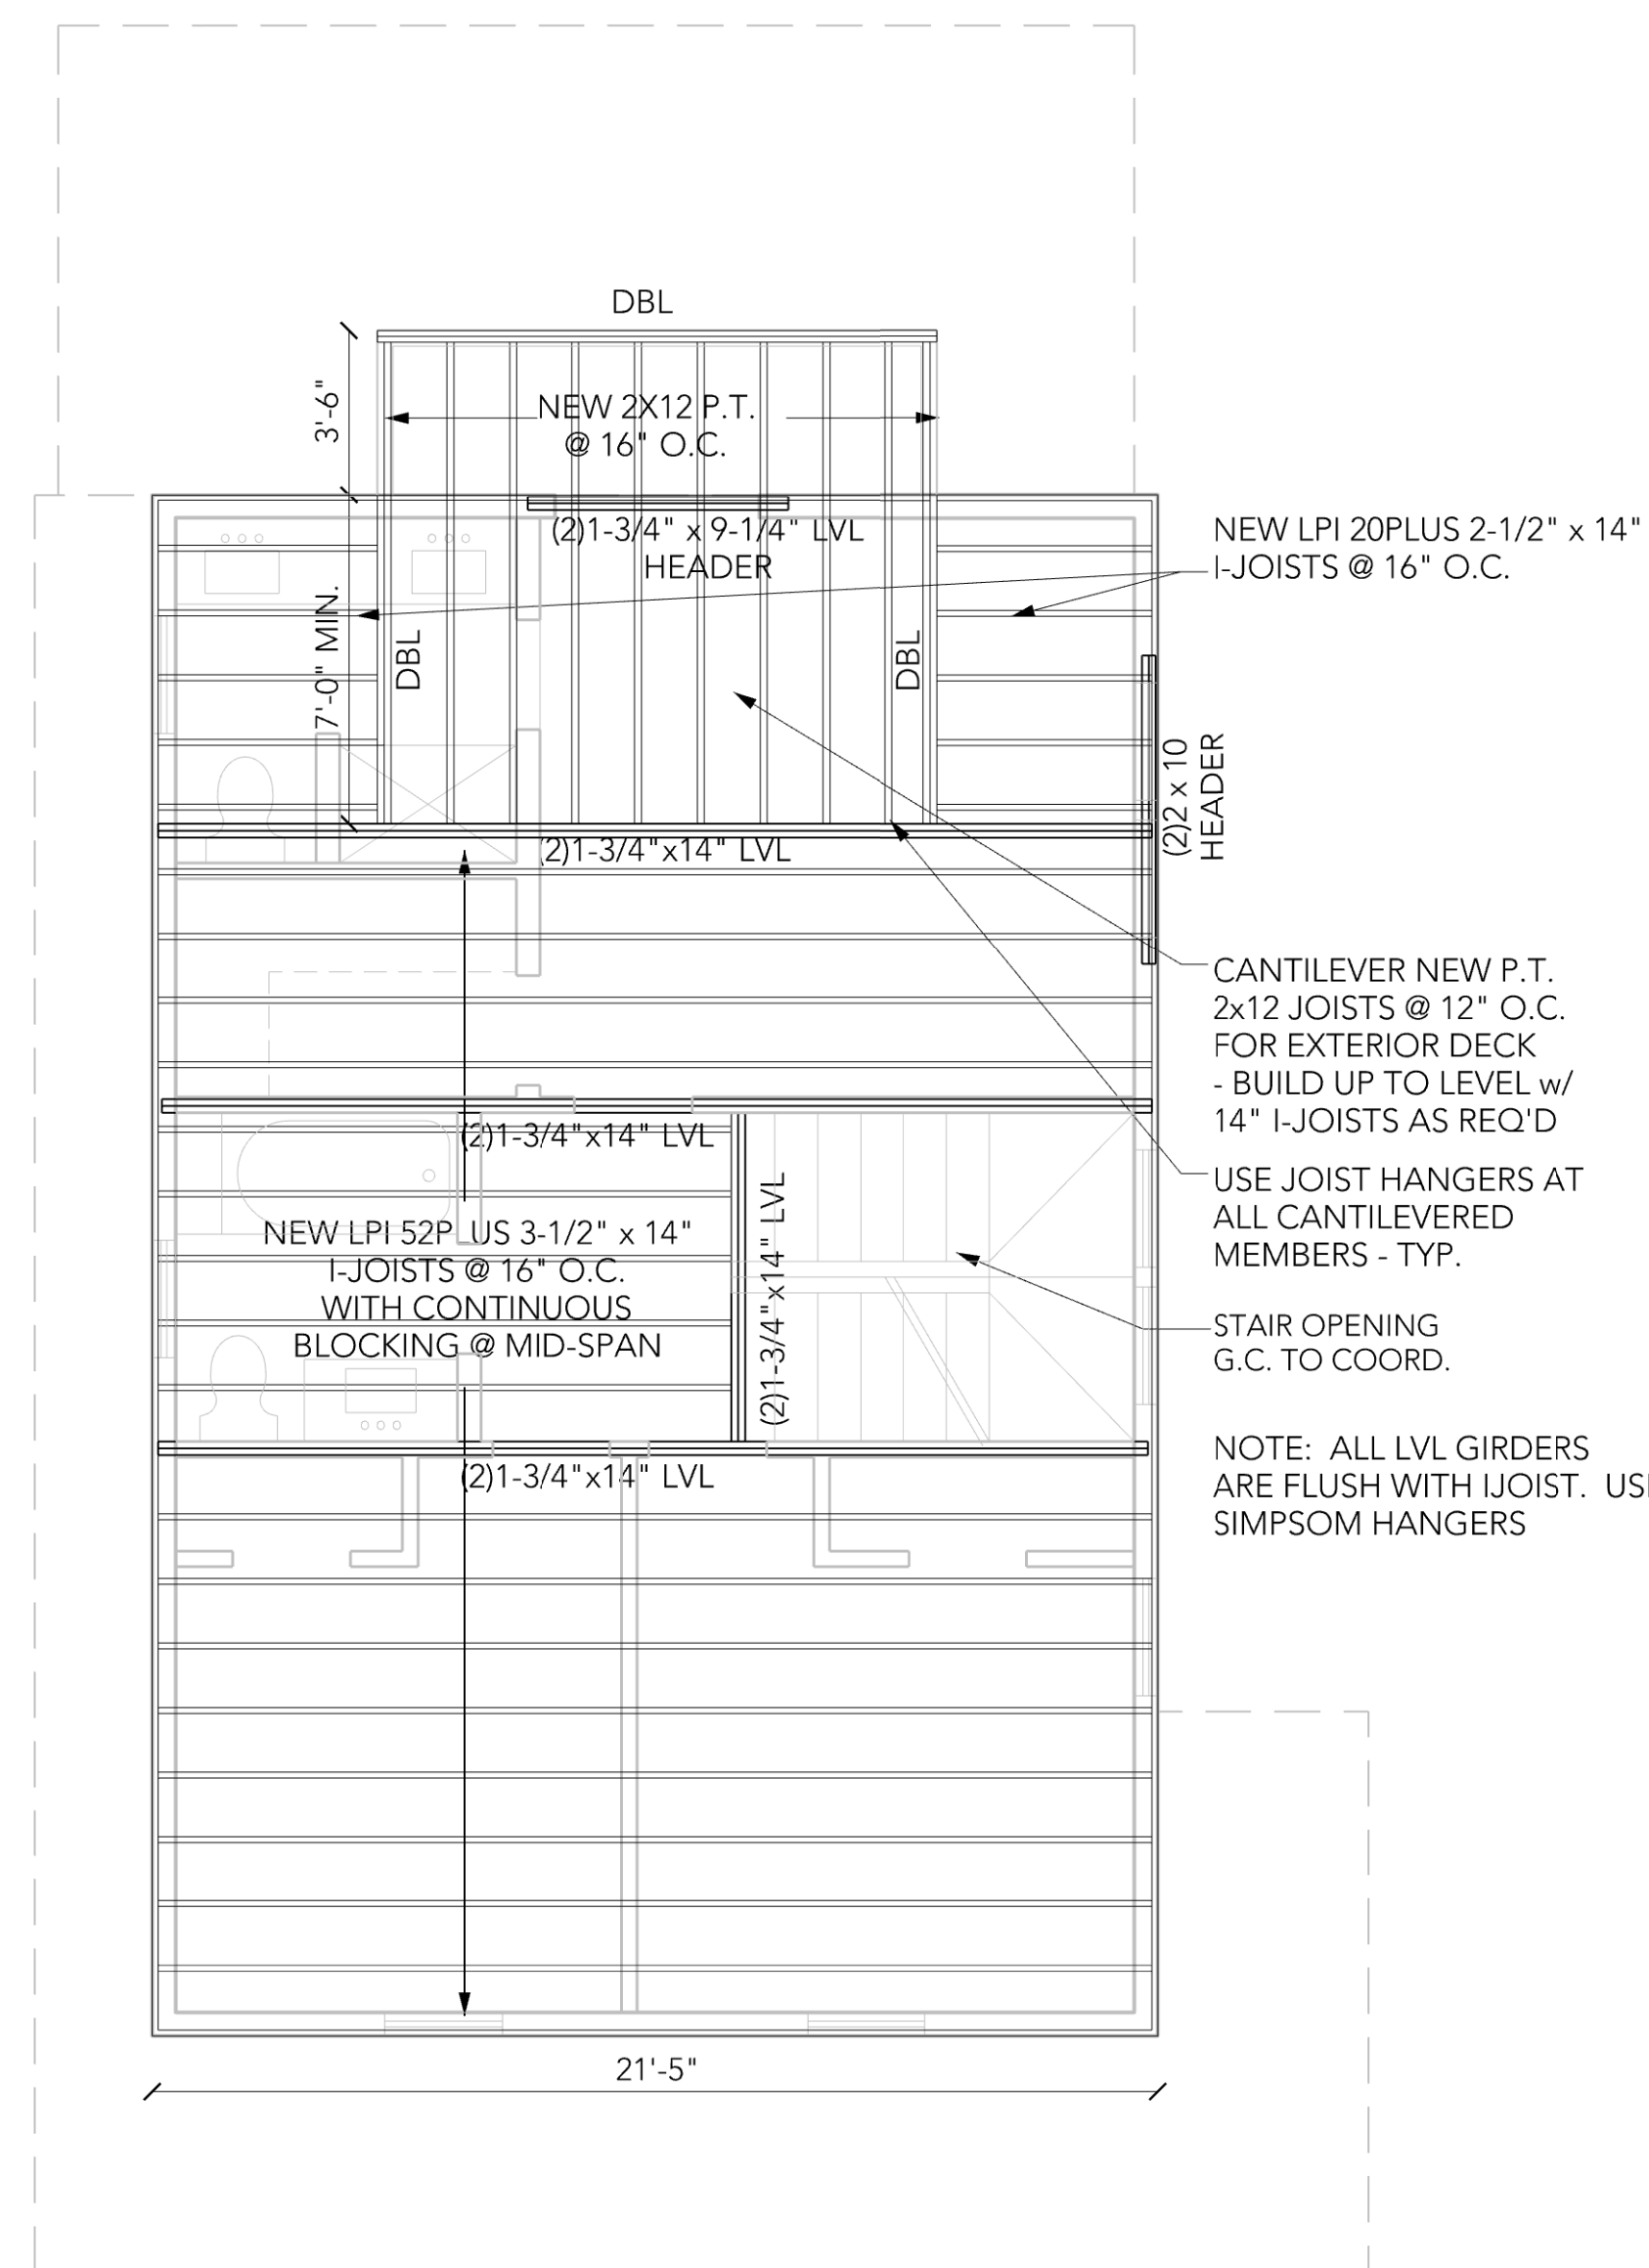 DBL
3'-6"
NEW 2X12 P.T.
@ 16" O.C.
(2)1-3/4" x 9-1/4" LVL
HEADER
NEW LPI 20PLUS 2-1/2" x 14"
I-JOISTS @ 16" O.C.
7'-0" MIN.
DBL
DBL
(2)2 x 10
HEADER
(2)1-3/4"x14" LVL
CANTILEVER NEW P.T.
2x12 JOISTS @ 12" O.C.
FOR EXTERIOR DECK
- BUILD UP TO LEVEL w/
14" I-JOISTS AS REQ'D
(2)1-3/4"x14" LVL
USE JOIST HANGERS AT
ALL CANTILEVERED
MEMBERS - TYP.
NEW LPI 52PLUS 3-1/2" x 14"
I-JOISTS @ 16" O.C.
WITH CONTINUOUS
BLOCKING @ MID-SPAN
(2)1-3/4"x14" LVL
STAIR OPENING
G.C. TO COORD.
(2)1-3/4"x14" LVL
NOTE: ALL LVL GIRDERS
ARE FLUSH WITH IJOIST.
SIMPSOM HANGERS
21'-5"